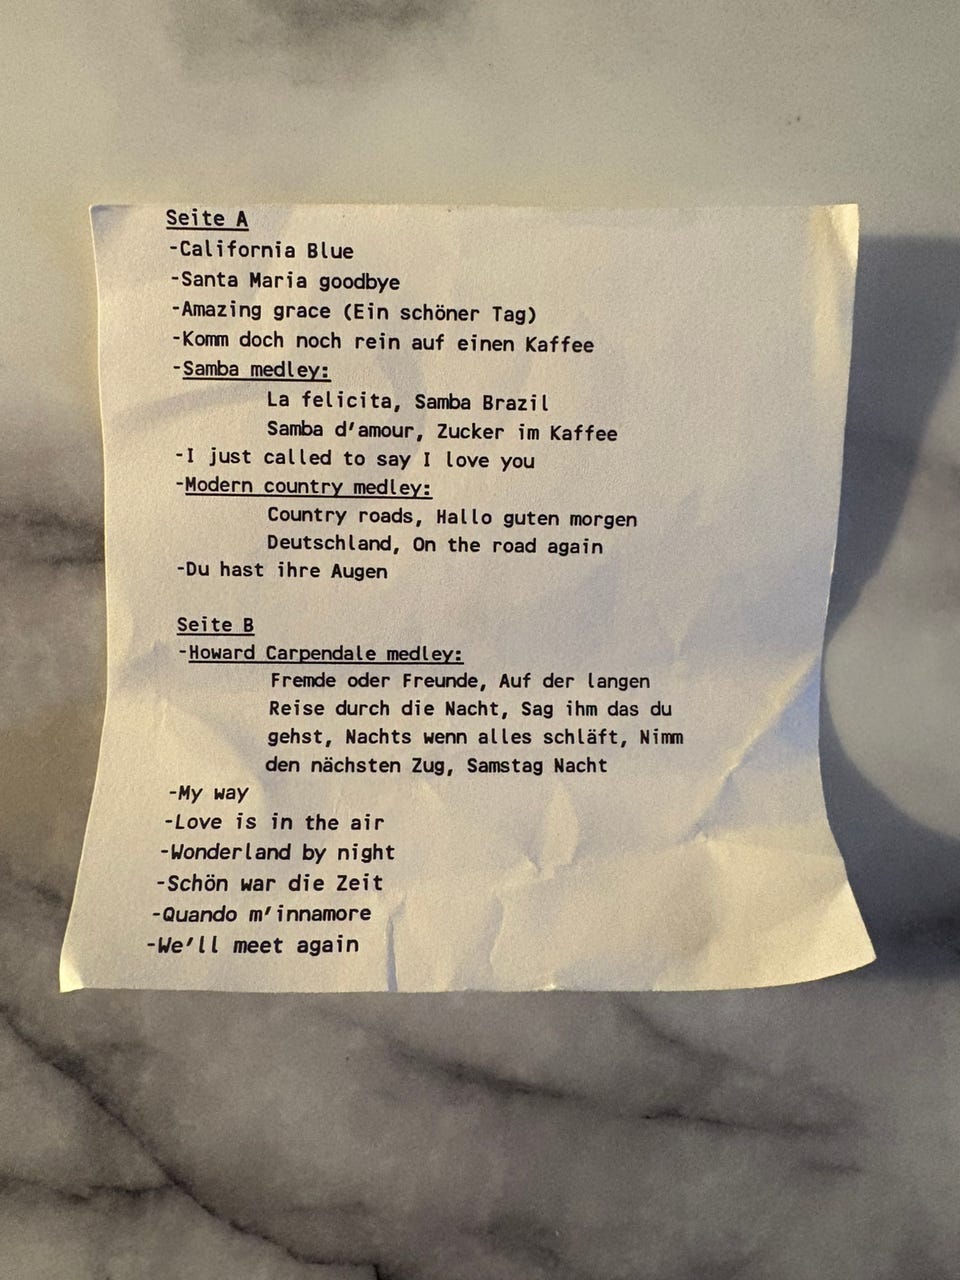 Seite A
-California Blue
-Santa Maria goodbye
-Amazing grace (Ein schöner Tag)
-Komm doch noch rein auf einen Kaffee
-Samba medley:
La felicita, Samba Brazil
Samba d'amour, Zucker im Kaffee
-I just called to say I love you
-Modern country medley:
Country roads, Hallo guten morgen
Deutschland, On the road again
-Du hast ihre Augen
Seite B
-Howard Carpendale medley:
Fremde oder Freunde, Auf der langen
Reise durch die Nacht, Sag ihm das du
gehst, Nachts wenn alles schläft, Nimm
den nächsten Zug, Samstag Nacht
-My way
-Love is in the air
-Wonderland by night
-Schön war die Zeit
-Quando m'innamore
-We'll meet again